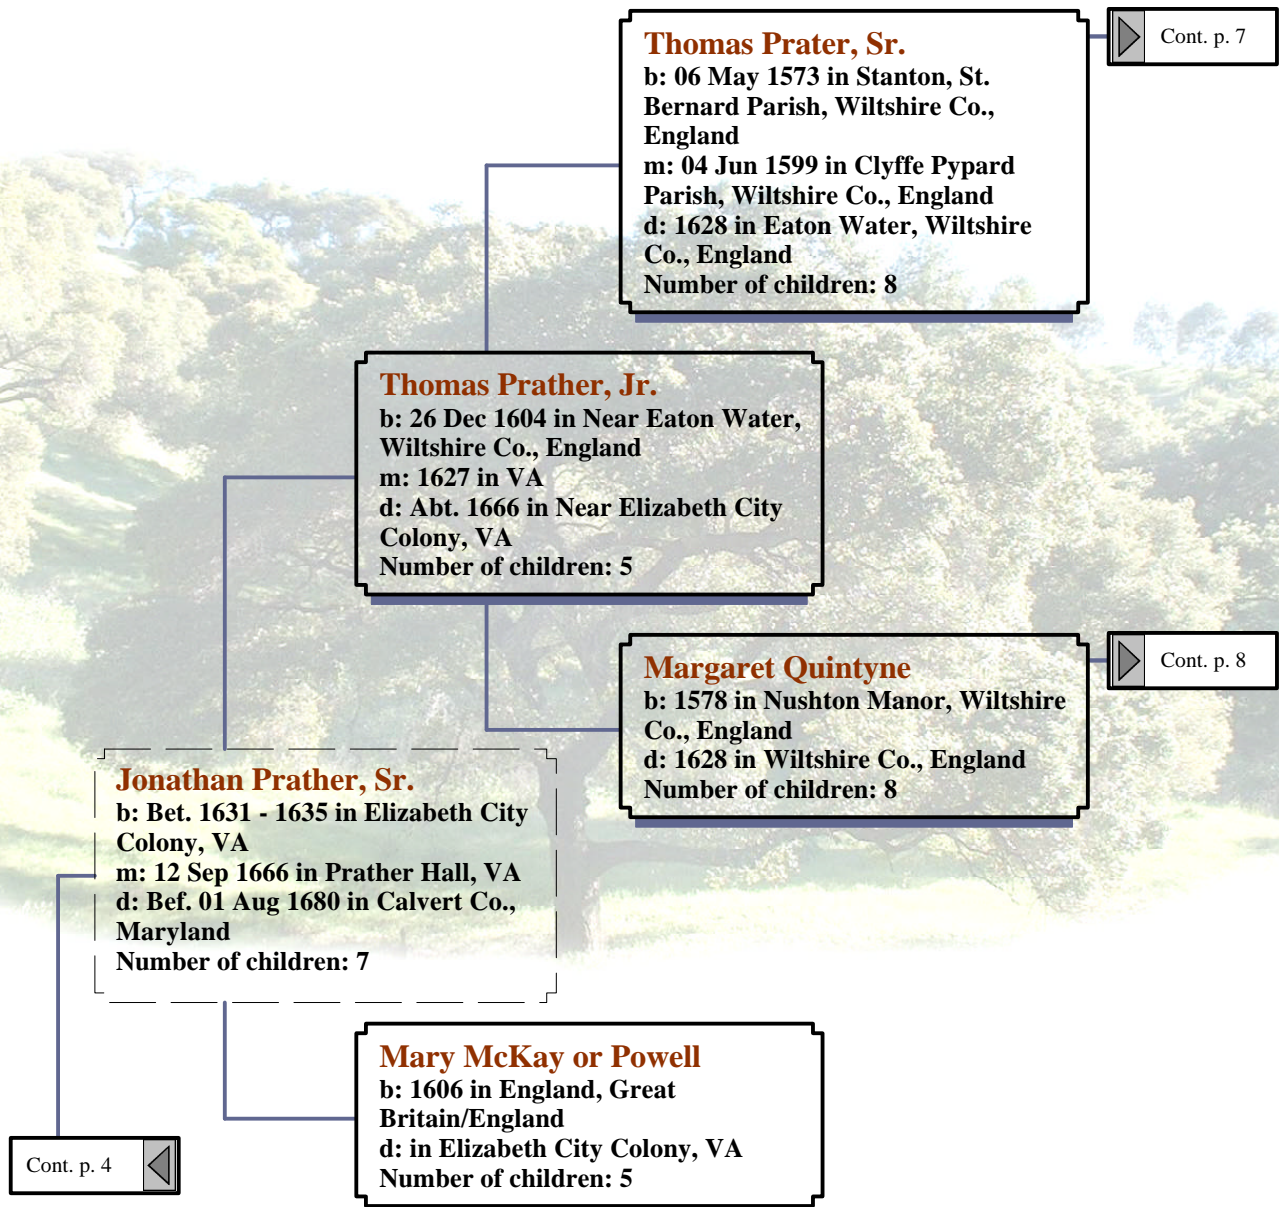 Thomas Prater, Sr.
b: 06 May 1573 in Stanton, St.
Bernard Parish, Wiltshire Co.,
England
m: 04 Jun 1599 in Clyffe Pypard
Parish, Wiltshire Co., England
d: 1628 in Eaton Water, Wiltshire
Co., England
Number of children: 8
Cont. p. 7
Thomas Prather, Jr.
b: 26 Dec 1604 in Near Eaton Water,
Wiltshire Co., England
m: 1627 in VA
d: Abt. 1666 in Near Elizabeth City
Colony, VA
Number of children: 5
Margaret Quintyne
b: 1578 in Nushton Manor, Wiltshire
Co., England
d: 1628 in Wiltshire Co., England
Number of children: 8
Cont. p. 8
Jonathan Prather, Sr.
b: Bet. 1631 - 1635 in Elizabeth City
Colony, VA
m: 12 Sep 1666 in Prather Hall, VA
d: Bef. 01 Aug 1680 in Calvert Co.,
Maryland
Number of children: 7
Mary McKay or Powell
b: 1606 in England, Great
Britain/England
d: in Elizabeth City Colony, VA
Number of children: 5
Cont. p. 4